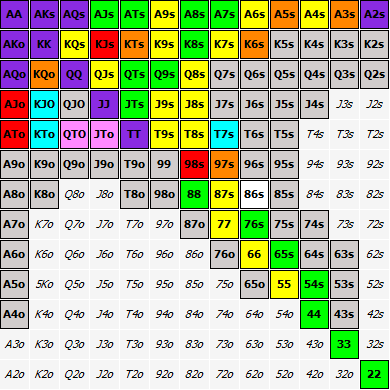 AA AKs AQs AJs ATs A9s A8s A7s A6s A5s A4s A3s A2s
AKo KK KQs KJs KTs K9s K8s K7s K6s K5s K4s K3s K2s
AQo KQo QQ QJs QTs Q9s Q8s Q7s Q6s Q5s Q4s Q3s Q2s
AJo KJO QJO JJ JTs J9s J8s J7s J6s J5s J4s J3s J2s
ATo KTo QTO JTo TT T9s T8s T7s T6s T5s T4s T3s T2s
A9o K9o Q9o J9o T9o 99 98s 97s 96s 95s 94s 93s 92s
A8o K8o Q8o J8o T8o 98o 88 87s 86s 85s 84s 83s 82s
A7o K7o Q7o J7o T7o 97o 87o 77 76s 75s 74s 73s 72s
A6o K6o Q6o J6o T6o 96o 86o 76o 66 65s 64s 63s 62s
A5o 5Ko Q5o J5o T5o 95o 85o 75o 65o 55 54s 53s 52s
A4o K4o Q4o J4o T4o 94o 84o 74o 64o 54o 44 43s 42s
A3o K3o Q3o J3o T3o 93o 83o 73o 63o 53o 43o 33 32s
A2o K2o Q2o J2o T2o 92o 82o 72o 62o 52o 42o 32o 22